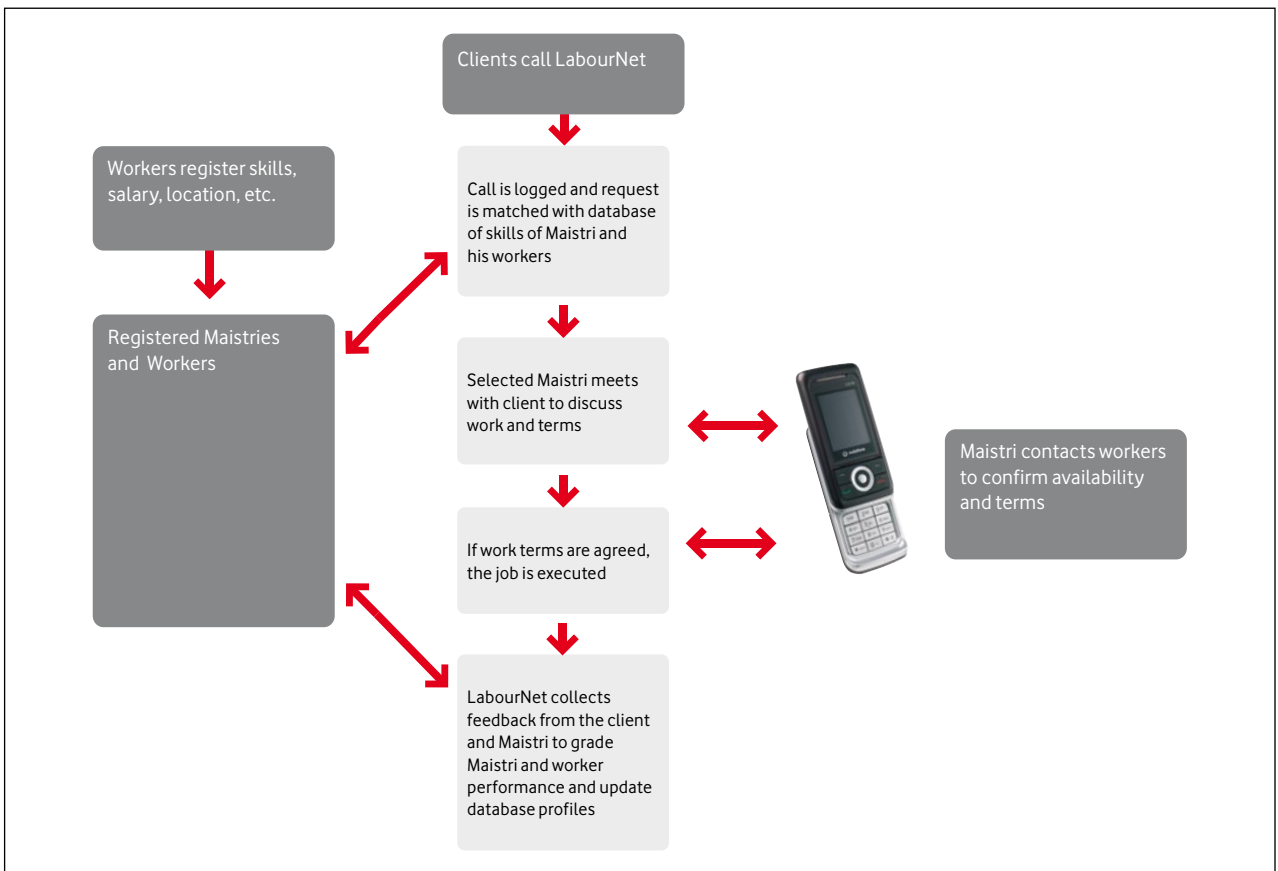 Clients call LabourNet
Workers register skills,
salary, location, etc.
Call is logged and request
is matched with database
of skills of Maistri and
his workers
Registered Maistries
and Workers
Selected Maistri meets
with client to discuss
work and terms
Maistri contacts workers
to confirm availability
and terms
If work terms are agreed,
the job is executed
LabourNet collects
feedback from the client
and Maistri to grade
Maistri and worker
performance and update
database profiles